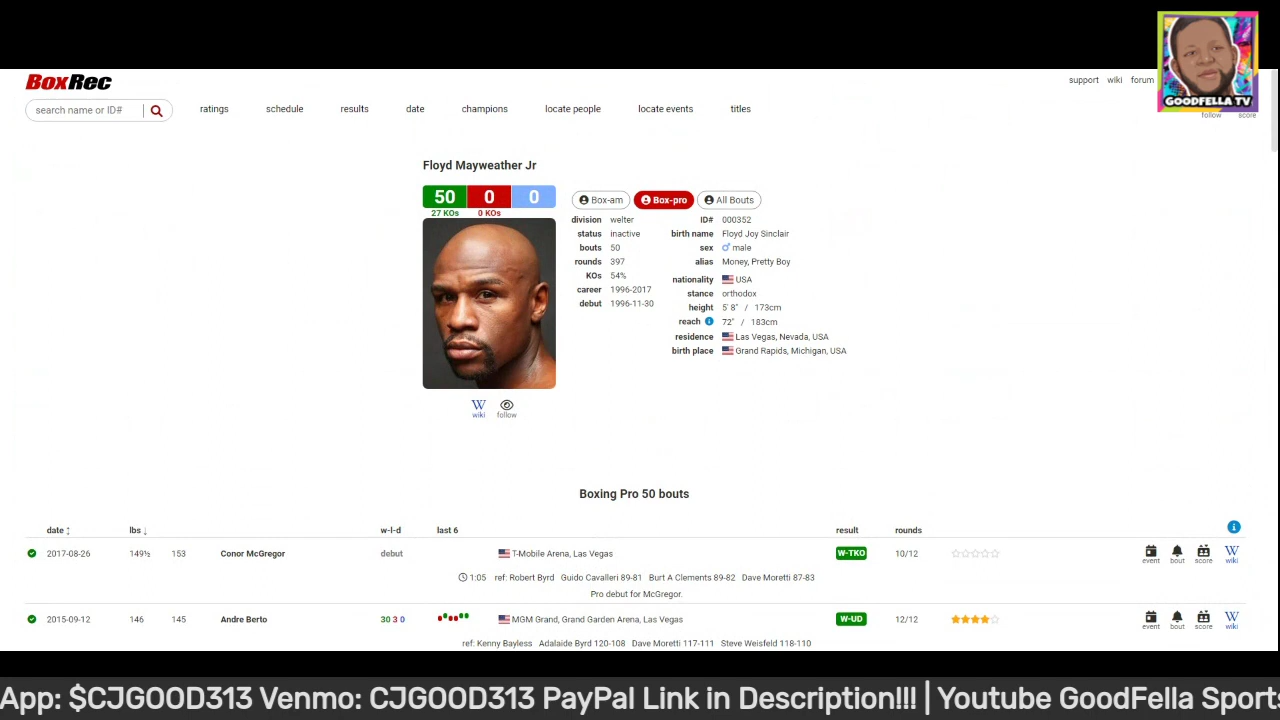 GOODFELLA TV
BoxRec
support wiki forum
follow score
search name or ID#
ratings schedule results date champions locate people locate events titles
Floyd Mayweather Jr
50 0 0
27 KOs 0 KOs
Box-am Box-pro All Bouts
division welter ID# 000352
status inactive birth name Floyd Joy Sinclair
bouts 50 sex male
rounds 397 alias Money, Pretty Boy
KOs 54% nationality USA
career 1996-2017 stance orthodox
debut 1996-11-30 height 5' 8" / 173cm
reach 72" / 183cm
residence Las Vegas, Nevada, USA
birth place Grand Rapids, Michigan, USA
W wiki follow
Boxing Pro 50 bouts
date lbs w-l-d last 6 result rounds
2017-08-26 149½ 153 Conor McGregor debut T-Mobile Arena, Las Vegas W-TKO 10/12 event bout score wiki
1:05 ref: Robert Byrd Guido Cavalleri 89-81 Burt A Clements 89-82 Dave Moretti 87-83
Pro debut for McGregor.
2015-09-12 146 145 Andre Berto 30 3 0 MGM Grand, Grand Garden Arena, Las Vegas W-UD 12/12 event bout score wiki
ref: Kenny Bayless Adalaide Byrd 120-108 Dave Moretti 117-111 Steve Weisfeld 118-110
App: $CJGOOD313 Venmo: CJGOOD313 PayPal Link in Description!!! | Youtube GoodFella Sport